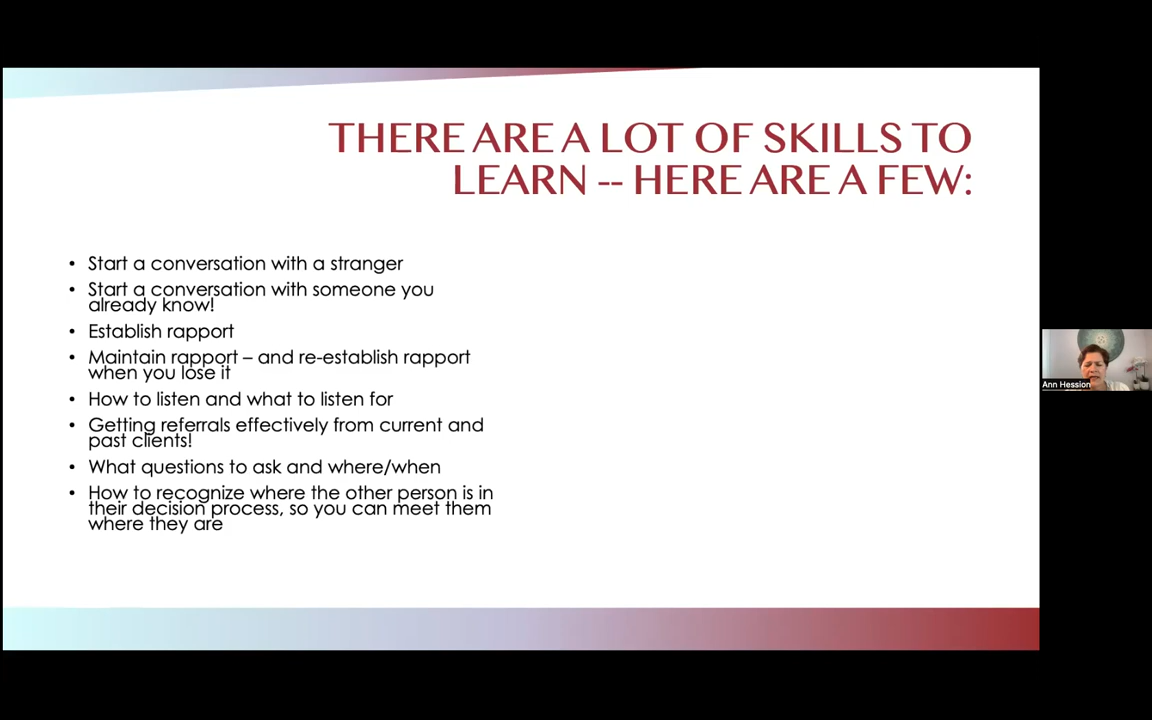 THERE ARE A LOT OF SKILLS TO
LEARN -- HERE ARE A FEW:
• Start a conversation with a stranger
• Start a conversation with someone you
already know!
• Establish rapport
• Maintain rapport – and re-establish rapport
when you lose it
• How to listen and what to listen for
• Getting referrals effectively from current and
past clients!
• What questions to ask and where/when
• How to recognize where the other person is in
their decision process, so you can meet them
where they are
Ann Hession